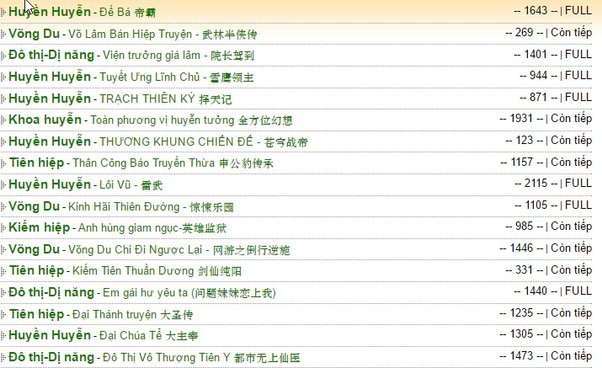 Huyền Huyễn - Đế Bá 帝霸 -- 1643 -- | FULL
Võng Du - Võ Lâm Bán Hiệp Truyện - 武林半侠传 -- 269 -- | Còn tiếp
Đô thị-Dị năng - Viện trưởng giá lâm - 院长驾到 -- 1401 -- | FULL
Huyền Huyễn - Tuyết Ưng Lĩnh Chủ - 雪鹰领主 -- 944 -- | FULL
Huyền Huyễn - TRẠCH THIÊN KÝ 择天记 -- 871 -- | FULL
Khoa huyễn - Toàn phương vị huyễn tưởng 全方位幻想 -- 1931 -- | Còn tiếp
Huyền Huyễn - THƯƠNG KHUNG CHIẾN ĐẾ - 苍穹战帝 -- 123 -- | Còn tiếp
Tiên hiệp - Thân Công Báo Truyền Thừa 申公豹传承 -- 1157 -- | Còn tiếp
Huyền Huyễn - Lôi Vũ - 雷武 -- 2115 -- | FULL
Võng Du - Kinh Hãi Thiên Đường - 惊悚乐园 -- 1105 -- | FULL
Kiếm hiệp - Anh hùng giam ngục-英雄监狱 -- 985 -- | Còn tiếp
Võng Du - Võng Du Chi Đi Ngược Lại - 网游之倒行逆施 -- 1446 -- | Còn tiếp
Tiên hiệp - Kiếm Tiên Thuần Dương 剑仙纯阳 -- 331 -- | Còn tiếp
Đô thị-Dị năng - Em gái hư yêu ta (问题妹妹恋上我) -- 1440 -- | FULL
Tiên hiệp - Đại Thánh truyện 大圣传 -- 1235 -- | Còn tiếp
Huyền Huyễn - Đại Chúa Tể 大主宰 -- 1305 -- | Còn tiếp
Đô thị-Dị năng - Đô Thị Vô Thượng Tiên Y 都市无上仙医 -- 1473 -- | Còn tiếp